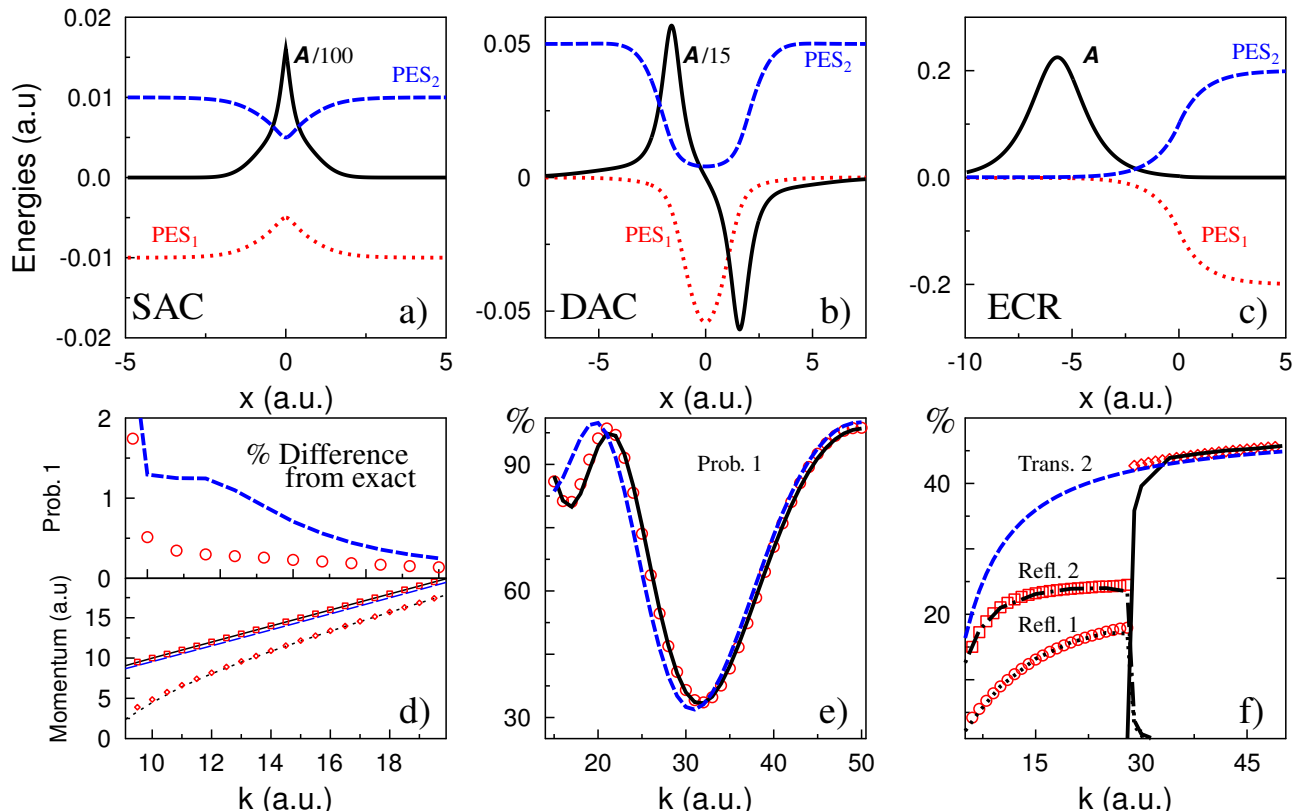 0.02
0.01
0.0
-0.01
-0.02
Energies (a.u)
A/100
PES2
PES1
SAC
a)
-5
0
5
x (a.u.)
0.05
0
-0.05
A/15
PES2
PES1
DAC
b)
-5
0
5
x (a.u.)
0.2
0.0
-0.2
A
PES2
PES1
ECR
c)
-10
-5
0
5
x (a.u.)
2
1
0
Prob. 1
% Difference
from exact
15
10
5
0
Momentum (a.u)
d)
10
12
14
16
18
k (a.u.)
%
90
60
30
Prob. 1
e)
20
30
40
50
k (a.u.)
%
40
20
Trans. 2
Refl. 2
Refl. 1
f)
15
30
45
k (a.u.)